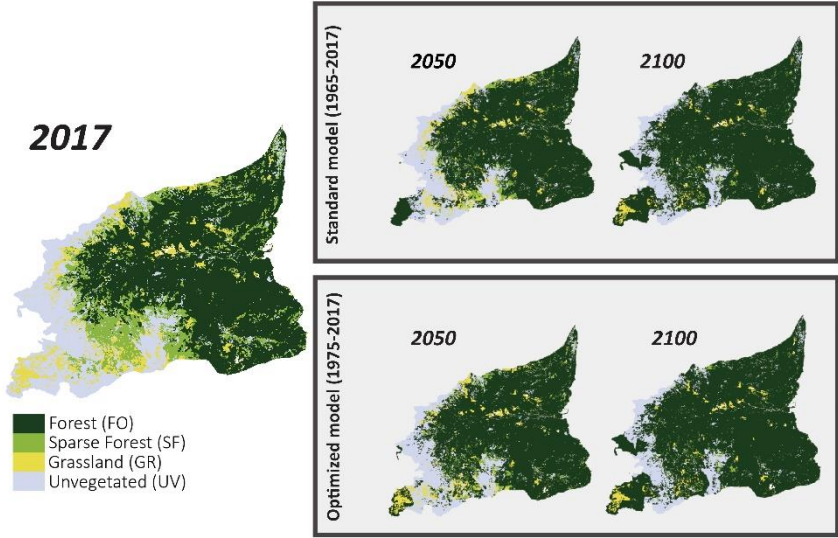 2017
Forest (FO)
Sparse Forest (SF)
Grassland (GR)
Unvegetated (UV)
Standard model (1965-2017)
2050
2100
Optimized model (1975-2017)
2050
2100